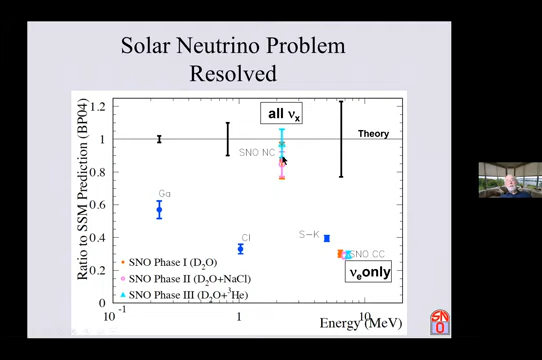 Solar Neutrino Problem
Resolved
Ratio to SSM Prediction (BP04)
1.2
1
0.8
0.6
0.4
0.2
0
all νx
Theory
SNO NC
Ga
Cl
S-K
SNO CC
νe only
SNO Phase I (D2O)
SNO Phase II (D2O+NaCl)
SNO Phase III (D2O+3He)
10-1
1
10
Energy (MeV)
SN
O